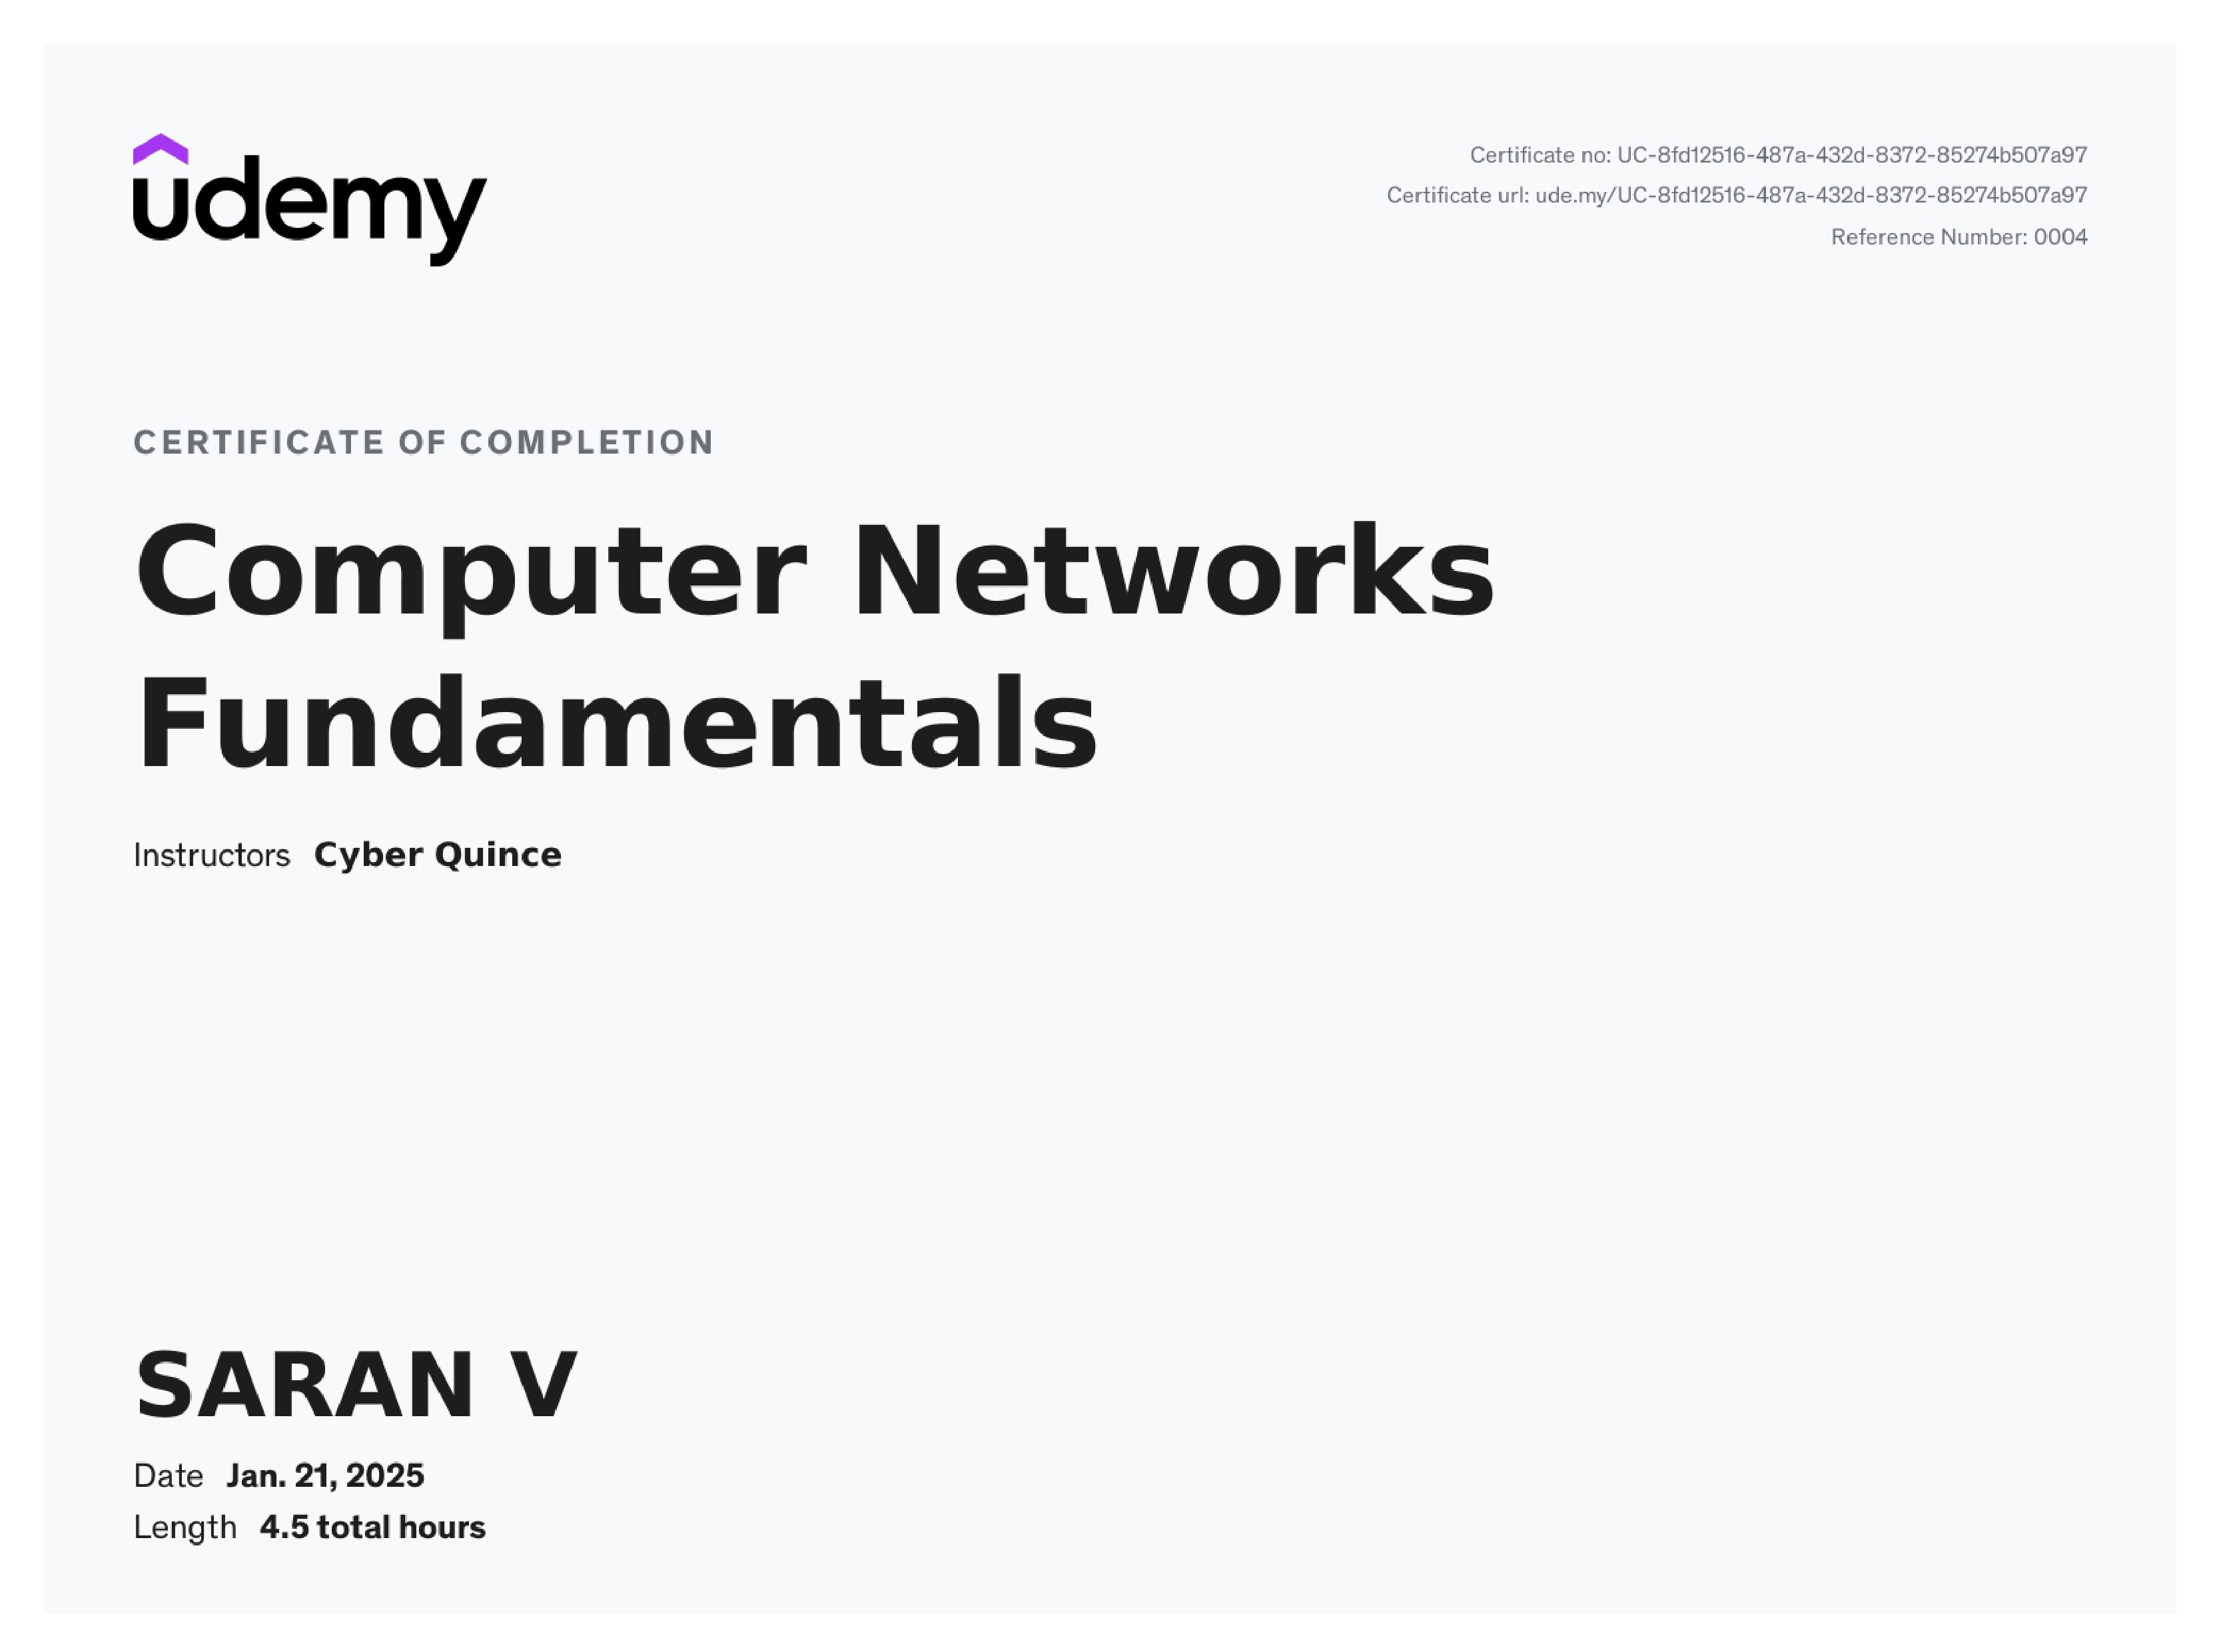 udemy
Certificate no: UC-8fd12516-487a-432d-8372-85274b507a97
Certificate url: ude.my/UC-8fd12516-487a-432d-8372-85274b507a97
Reference Number: 0004
CERTIFICATE OF COMPLETION
Computer Networks
Fundamentals
Instructors Cyber Quince
SARAN V
Date Jan. 21, 2025
Length 4.5 total hours